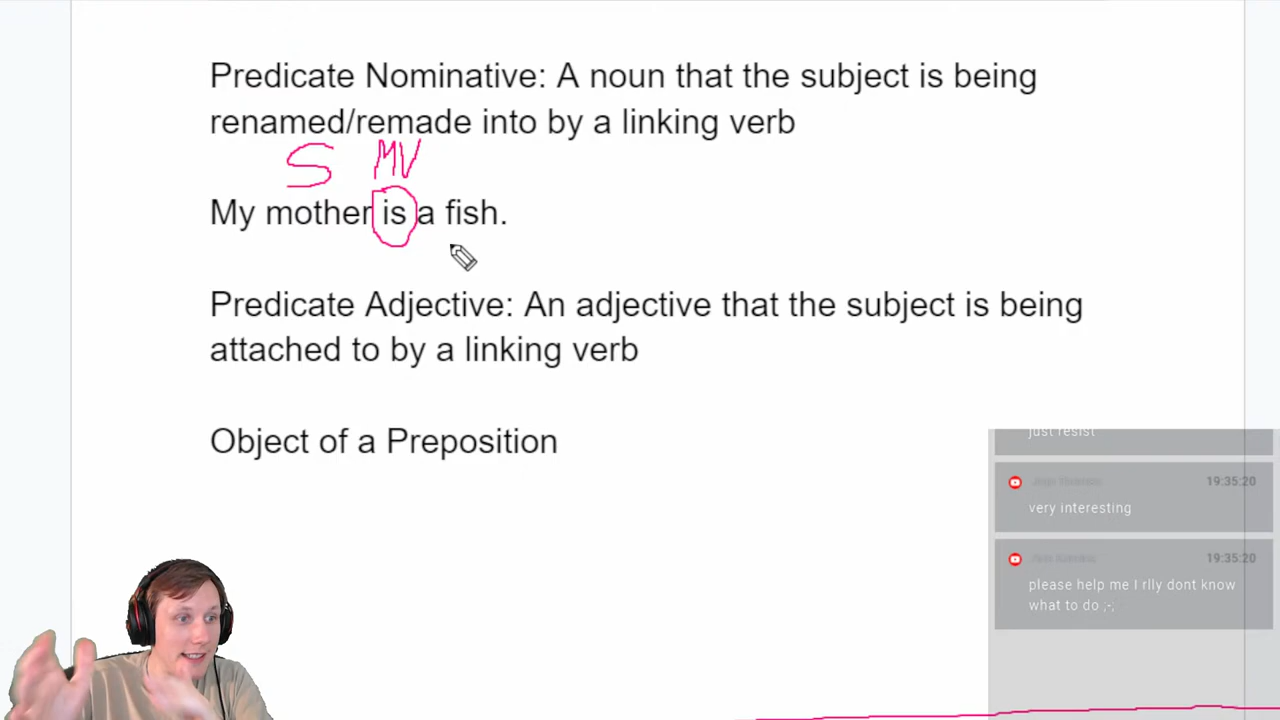 Predicate Nominative: A noun that the subject is being
renamed/remade into by a linking verb
S MV
My mother is a fish.
Predicate Adjective: An adjective that the subject is being
attached to by a linking verb
Object of a Preposition
just resist
19:35:20
very interesting
19:35:20
please help me I rlly dont know
what to do ;-;